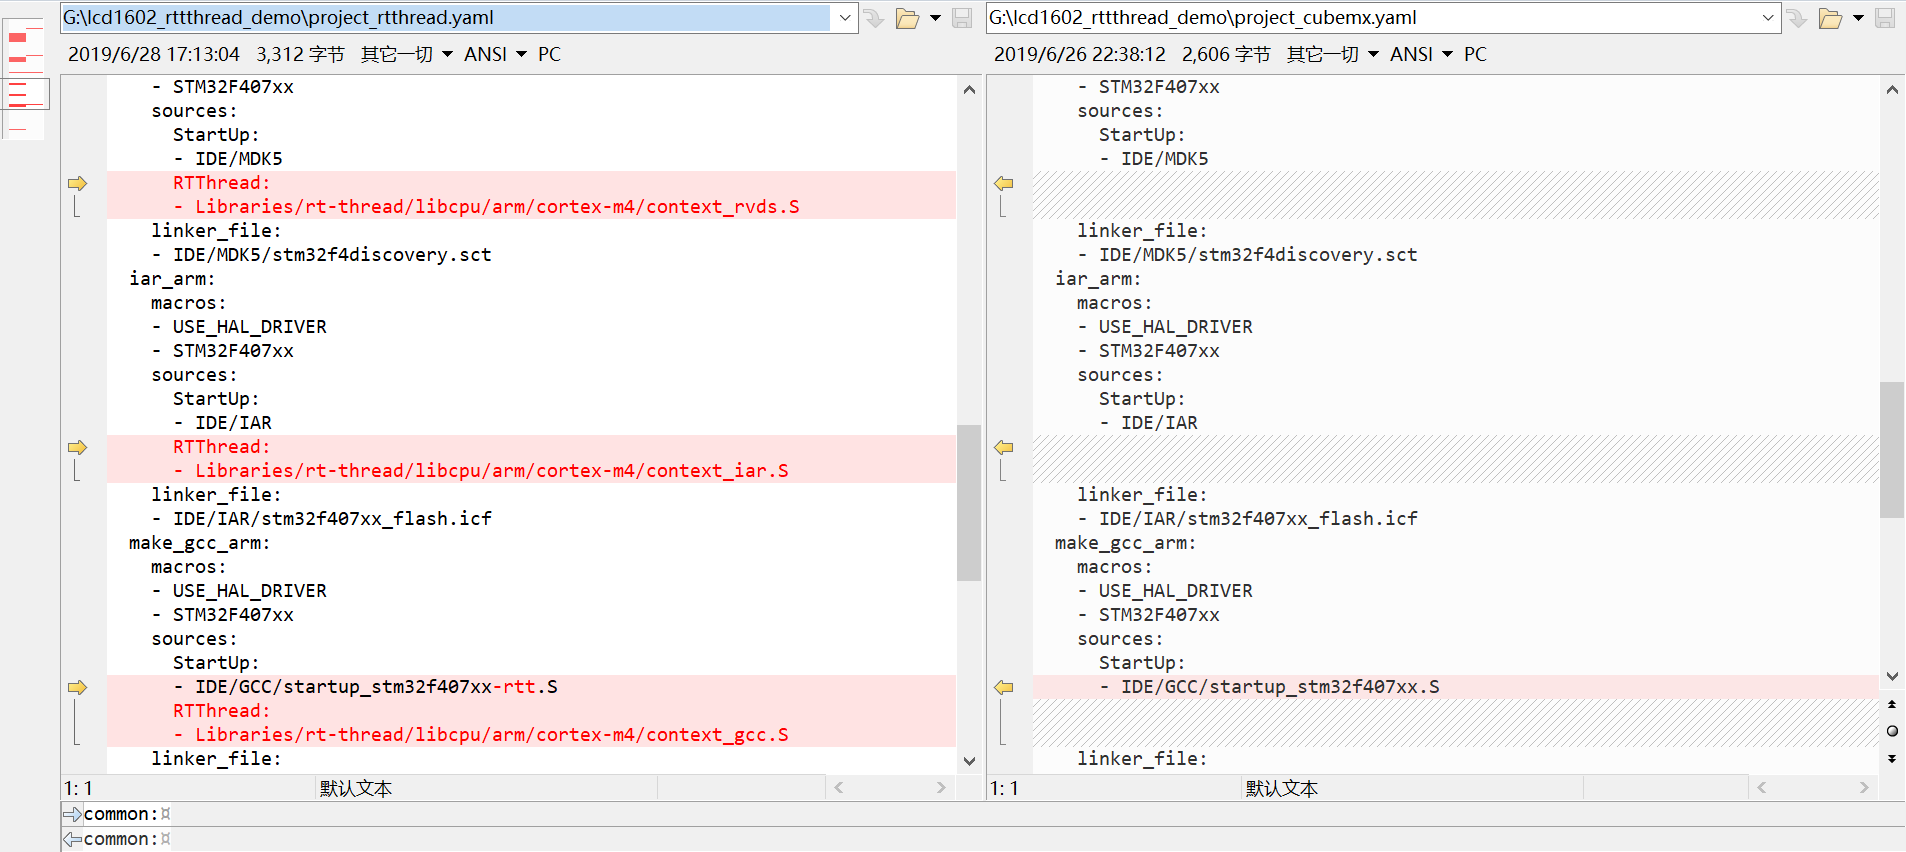 G:\lcd1602_rttthread_demo\project_rtthread.yaml
2019/6/28 17:13:04 3,312 字节 其它一切 ANSI PC
- STM32F407xx
sources:
StartUp:
- IDE/MDK5
RTThread:
- Libraries/rt-thread/libcpu/arm/cortex-m4/context_rvds.S
linker_file:
- IDE/MDK5/stm32f4discovery.sct
iar_arm:
macros:
- USE_HAL_DRIVER
- STM32F407xx
sources:
StartUp:
- IDE/IAR
RTThread:
- Libraries/rt-thread/libcpu/arm/cortex-m4/context_iar.S
linker_file:
- IDE/IAR/stm32f407xx_flash.icf
make_gcc_arm:
macros:
- USE_HAL_DRIVER
- STM32F407xx
sources:
StartUp:
- IDE/GCC/startup_stm32f407xx-rtt.S
RTThread:
- Libraries/rt-thread/libcpu/arm/cortex-m4/context_gcc.S
linker_file:
1: 1 默认文本
G:\lcd1602_rttthread_demo\project_cubemx.yaml
2019/6/26 22:38:12 2,606 字节 其它一切 ANSI PC
- STM32F407xx
sources:
StartUp:
- IDE/MDK5
linker_file:
- IDE/MDK5/stm32f4discovery.sct
iar_arm:
macros:
- USE_HAL_DRIVER
- STM32F407xx
sources:
StartUp:
- IDE/IAR
linker_file:
- IDE/IAR/stm32f407xx_flash.icf
make_gcc_arm:
macros:
- USE_HAL_DRIVER
- STM32F407xx
sources:
StartUp:
- IDE/GCC/startup_stm32f407xx.S
linker_file:
1: 1 默认文本
common:¤
common:¤